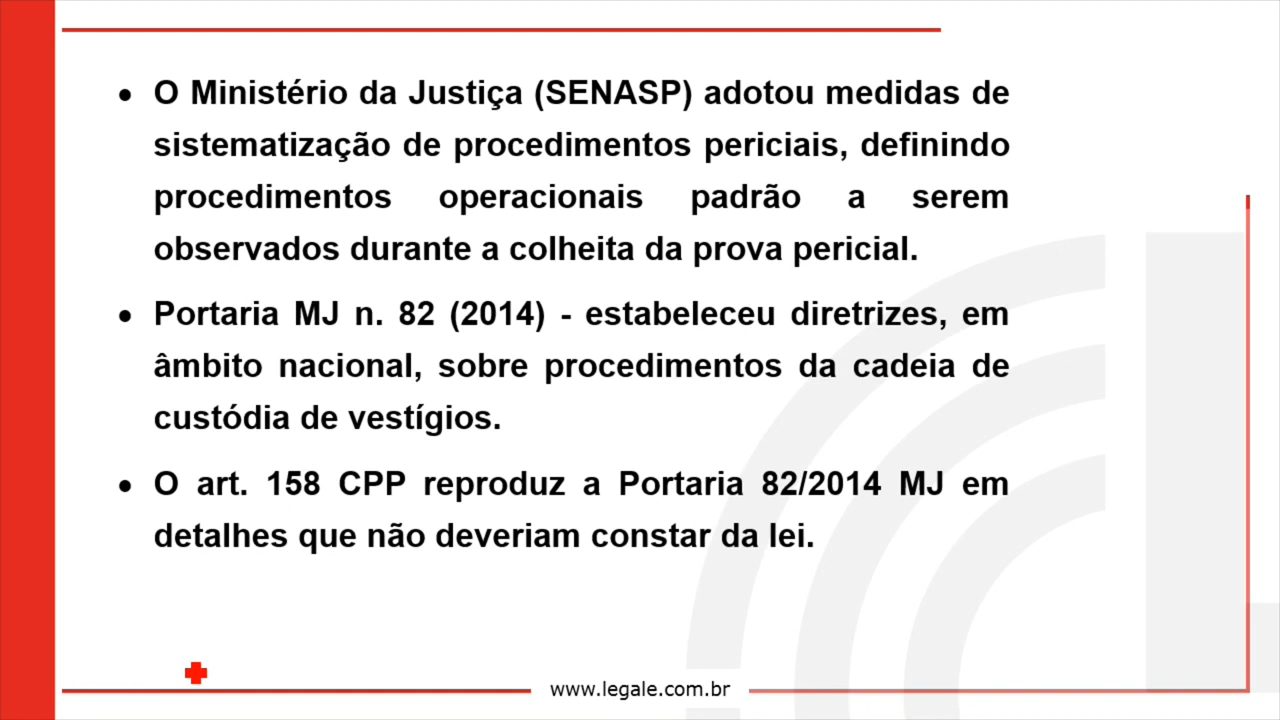 • O Ministério da Justiça (SENASP) adotou medidas de
sistematização de procedimentos periciais, definindo
procedimentos operacionais padrão a serem
observados durante a colheita da prova pericial.
• Portaria MJ n. 82 (2014) - estabeleceu diretrizes, em
âmbito nacional, sobre procedimentos da cadeia de
custódia de vestígios.
• O art. 158 CPP reproduz a Portaria 82/2014 MJ em
detalhes que não deveriam constar da lei.
www.legale.com.br